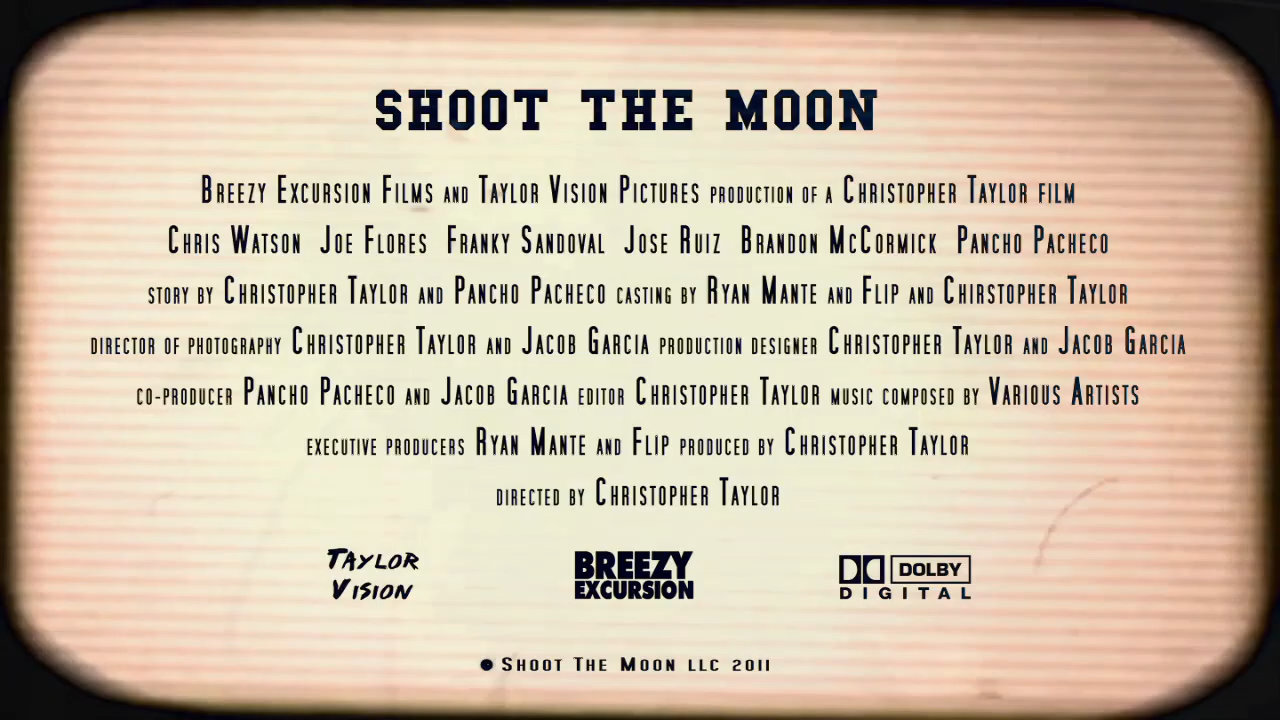 SHOOT THE MOON
Breezy Excursion Films and Taylor Vision Pictures production of a Christopher Taylor film
Chris Watson Joe Flores Franky Sandoval Jose Ruiz Brandon McCormick Pancho Pacheco
story by Christopher Taylor and Pancho Pacheco casting by Ryan Mante and Flip and Chirstopher Taylor
director of photography Christopher Taylor and Jacob Garcia production designer Christopher Taylor and Jacob Garcia
co-producer Pancho Pacheco and Jacob Garcia editor Christopher Taylor music composed by Various Artists
executive producers Ryan Mante and Flip produced by Christopher Taylor
directed by Christopher Taylor
Taylor Vision
BREEZY EXCURSION
DOLBY DIGITAL
Shoot The Moon llc 2011